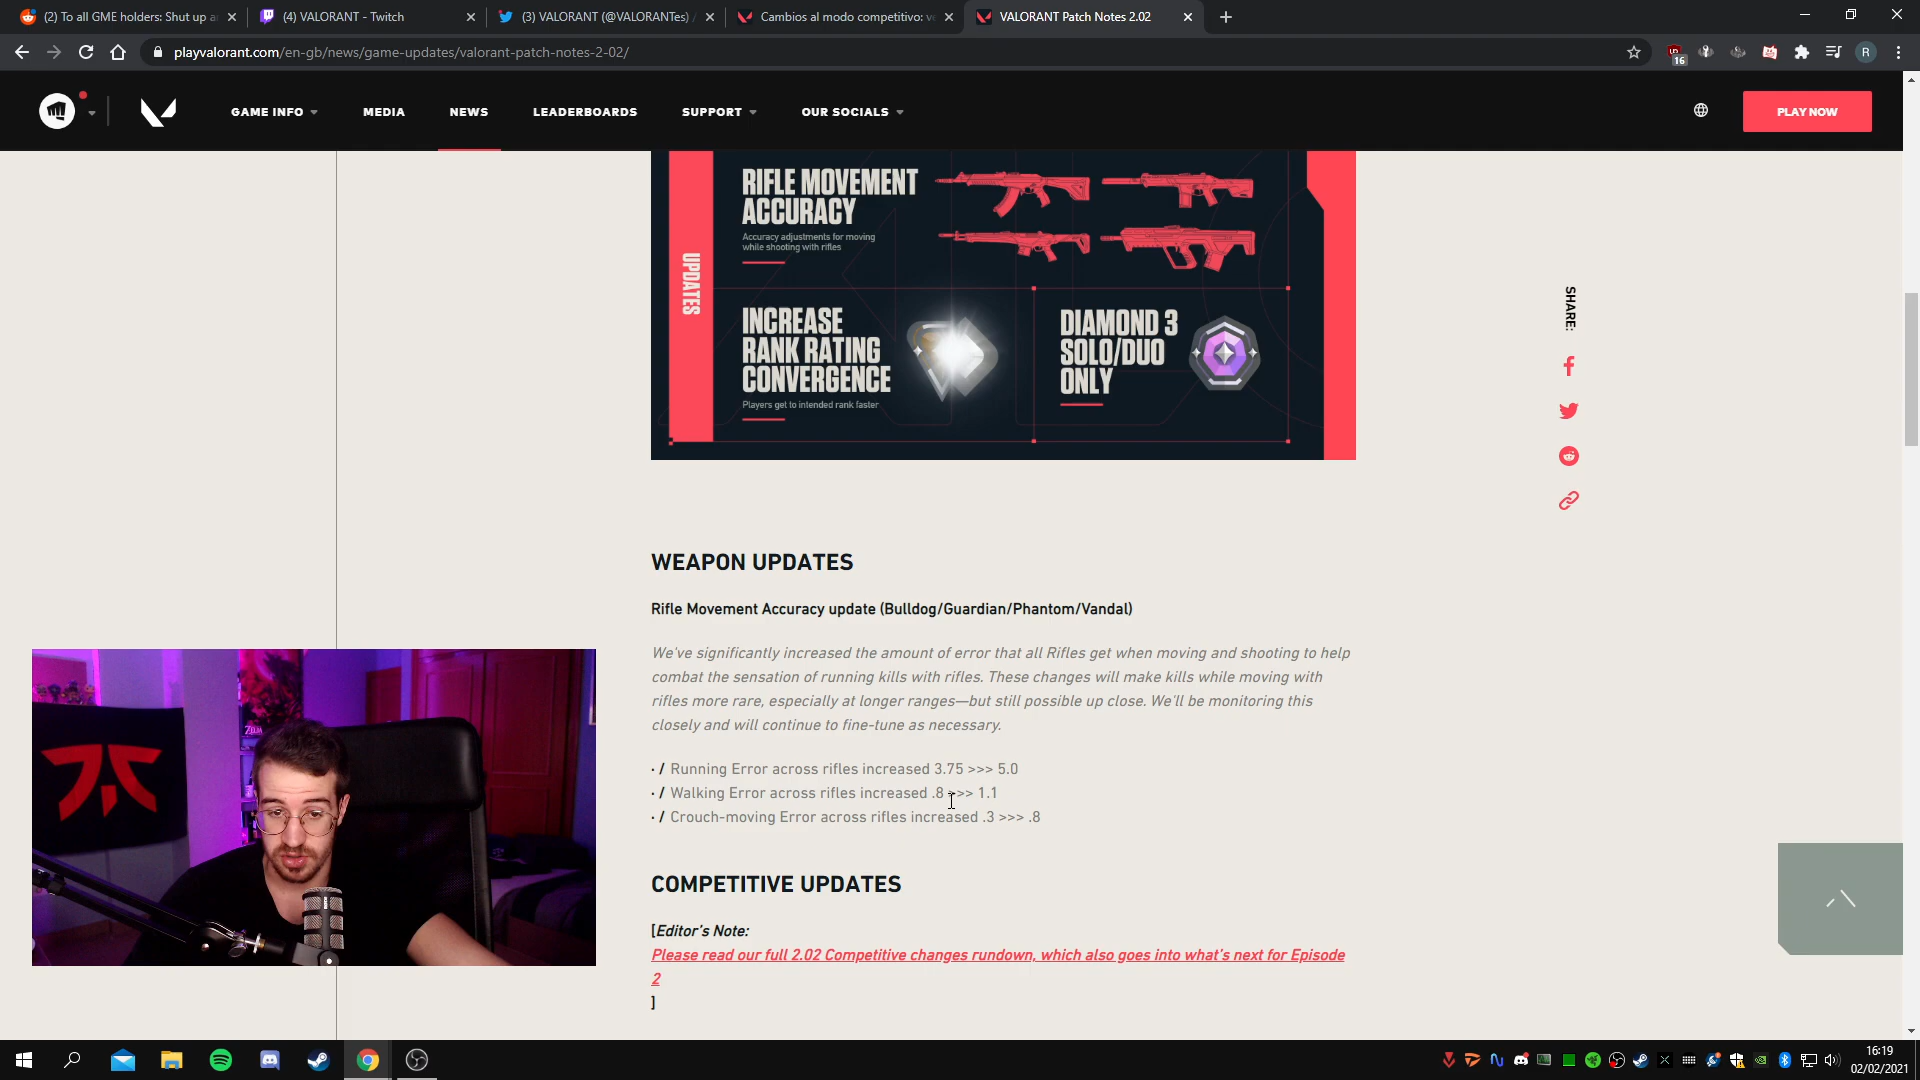 (2) To all GME holders: Shut up a
(4) VALORANT - Twitch
(3) VALORANT (@VALORANTes) /
Cambios al modo competitivo: ve
VALORANT Patch Notes 2.02
playvalorant.com/en-gb/news/game-updates/valorant-patch-notes-2-02/
16
R
GAME INFO
MEDIA
NEWS
LEADERBOARDS
SUPPORT
OUR SOCIALS
PLAY NOW
UPDATES
RIFLE MOVEMENT
ACCURACY
Accuracy adjustments for moving
while shooting with rifles
INCREASE
RANK RATING
CONVERGENCE
Players get to intended rank faster
DIAMOND 3
SOLO/DUO
ONLY
SHARE:
WEAPON UPDATES
Rifle Movement Accuracy update (Bulldog/Guardian/Phantom/Vandal)
We've significantly increased the amount of error that all Rifles get when moving and shooting to help
combat the sensation of running kills with rifles. These changes will make kills while moving with
rifles more rare, especially at longer ranges—but still possible up close. We'll be monitoring this
closely and will continue to fine-tune as necessary.
· / Running Error across rifles increased 3.75 >>> 5.0
· / Walking Error across rifles increased .8 >>> 1.1
· / Crouch-moving Error across rifles increased .3 >>> .8
COMPETITIVE UPDATES
[Editor's Note:
Please read our full 2.02 Competitive changes rundown, which also goes into what's next for Episode
2
]
ZELDA
16:19
02/02/2021